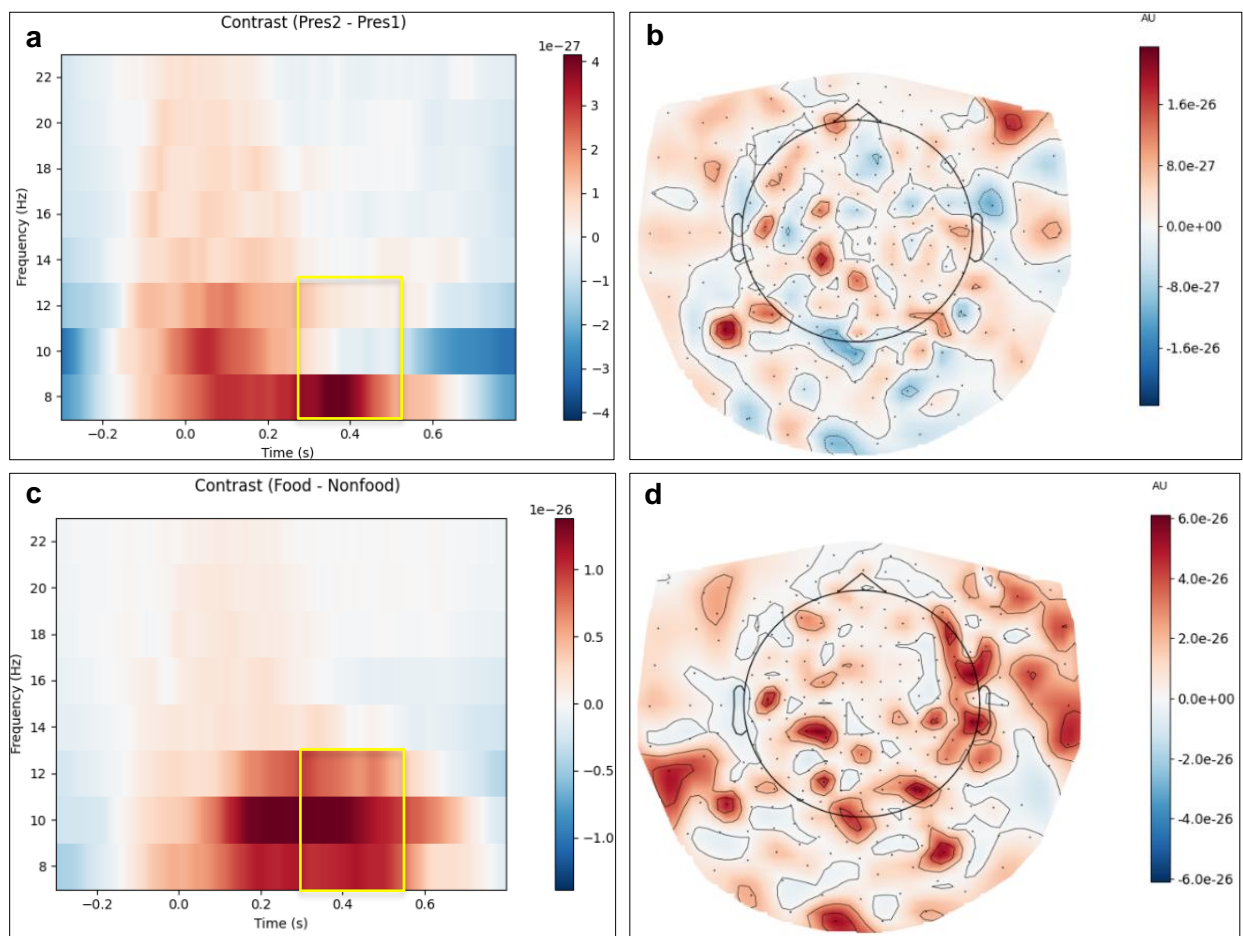 a
Contrast (Pres2 - Pres1)
1e−27
Frequency (Hz)
22
20
18
16
14
12
10
8
−0.2
0.0
0.2
0.4
0.6
Time (s)
4
3
2
1
0
−1
−2
−3
−4
b
AU
1.6e-26
8.0e-27
0.0e+00
-8.0e-27
-1.6e-26
c
Contrast (Food - Nonfood)
1e−26
Frequency (Hz)
22
20
18
16
14
12
10
8
−0.2
0.0
0.2
0.4
0.6
Time (s)
1.0
0.5
0.0
−0.5
−1.0
d
AU
6.0e-26
4.0e-26
2.0e-26
0.0e+00
-2.0e-26
-4.0e-26
-6.0e-26